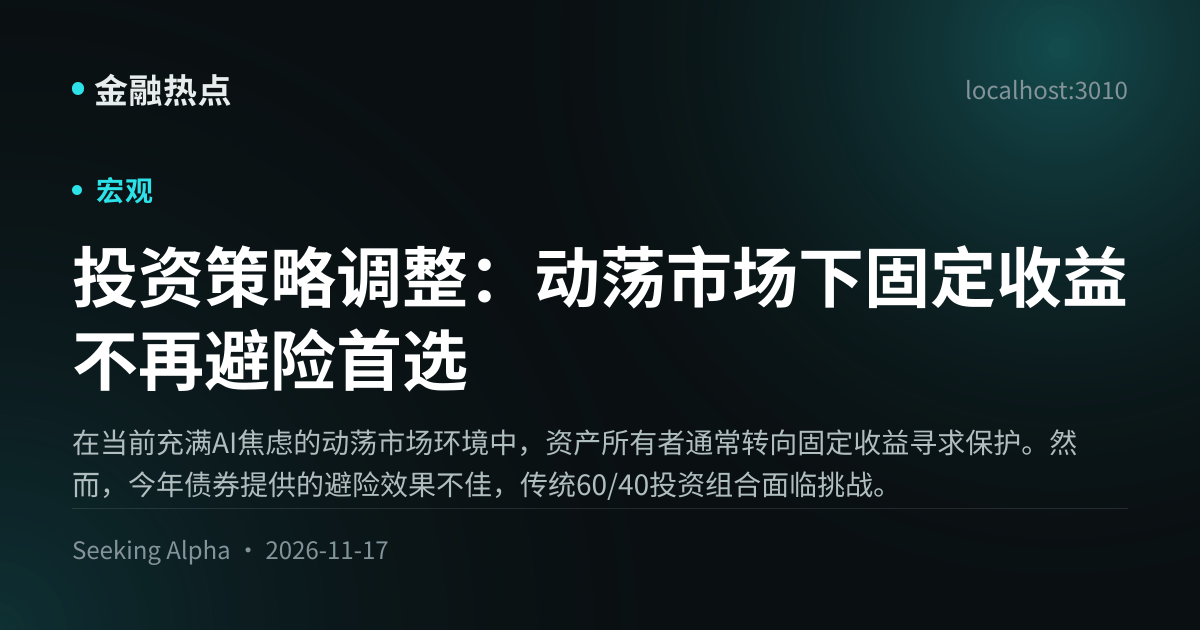 金融热点
localhost:3010
宏观
投资策略调整：动荡市场下固定收益
不再避险首选
在当前充满AI焦虑的动荡市场环境中，资产所有者通常转向固定收益寻求保护。然
而，今年债券提供的避险效果不佳，传统60/40投资组合面临挑战。
Seeking Alpha · 2026-11-17